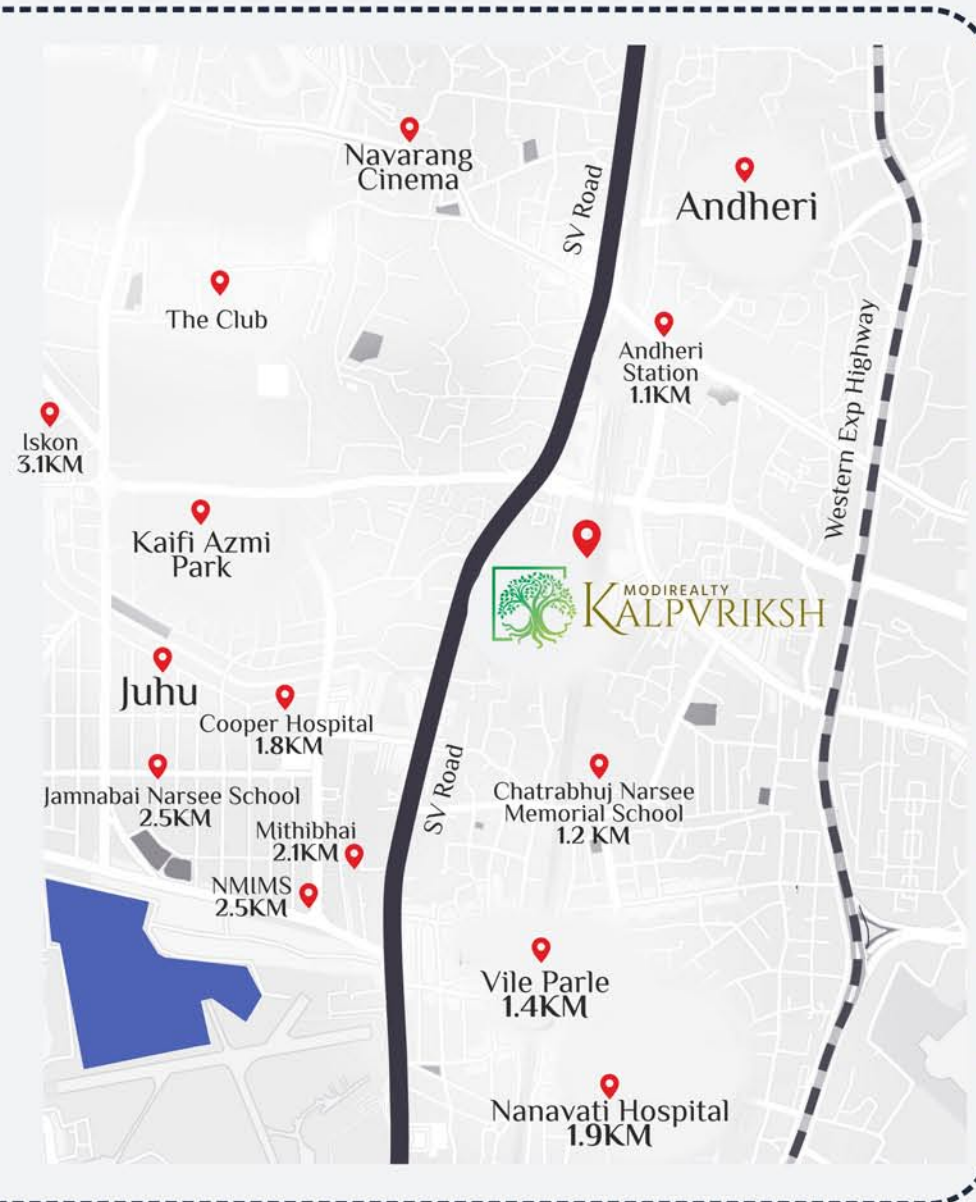 Navarang
Cinema
SV Road
Andheri
The Club
Andheri
Station
1.1KM
Western Exp Highway
Iskon
3.1KM
Kaifi Azmi
Park
MODIREALTY
KALPVRIKSH
Juhu
Cooper Hospital
1.8KM
SV Road
Jamnabai Narsee School
2.5KM
Chatrabhuj Narsee
Memorial School
1.2 KM
Mithibhai
2.1KM
NMIMS
2.5KM
Vile Parle
1.4KM
Nanavati Hospital
1.9KM